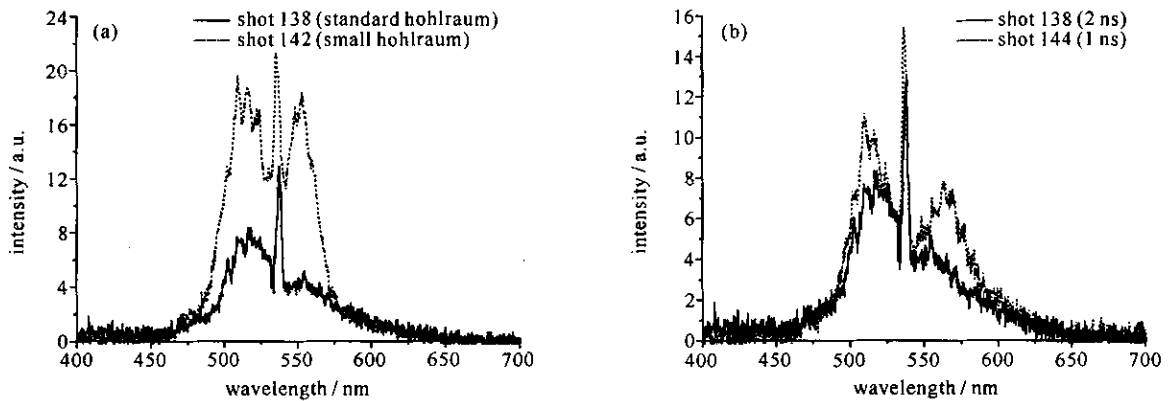 (a)
shot 138 (standard hohlraum)
shot 142 (small hohlraum)
intensity / a.u.
24
20
16
12
8
4
0
400 450 500 550 600 650 700
wavelength / nm
(b)
shot 138 (2 ns)
shot 144 (1 ns)
intensity / a.u.
16
14
12
10
8
6
4
2
0
400 450 500 550 600 650 700
wavelength / nm